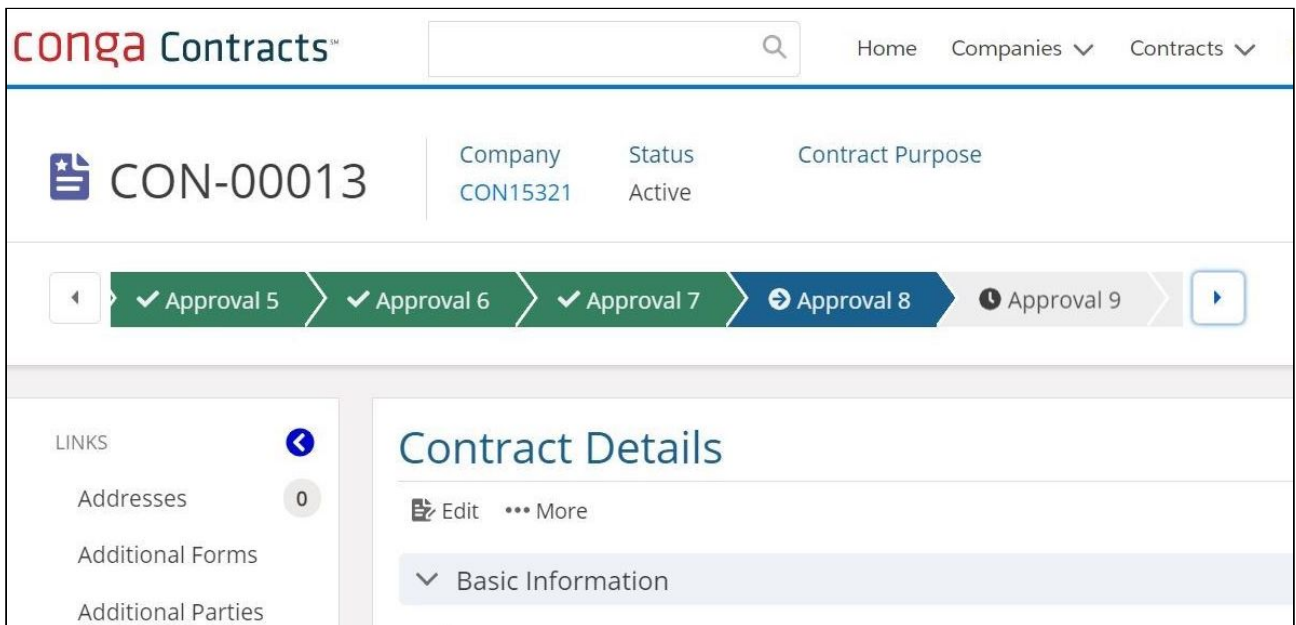 conga Contracts℠
Home Companies Contracts
CON-00013
Company Status Contract Purpose
CON15321 Active
Approval 5 Approval 6 Approval 7 Approval 8 Approval 9
LINKS
Addresses 0
Additional Forms
Additional Parties
Contract Details
Edit ••• More
Basic Information